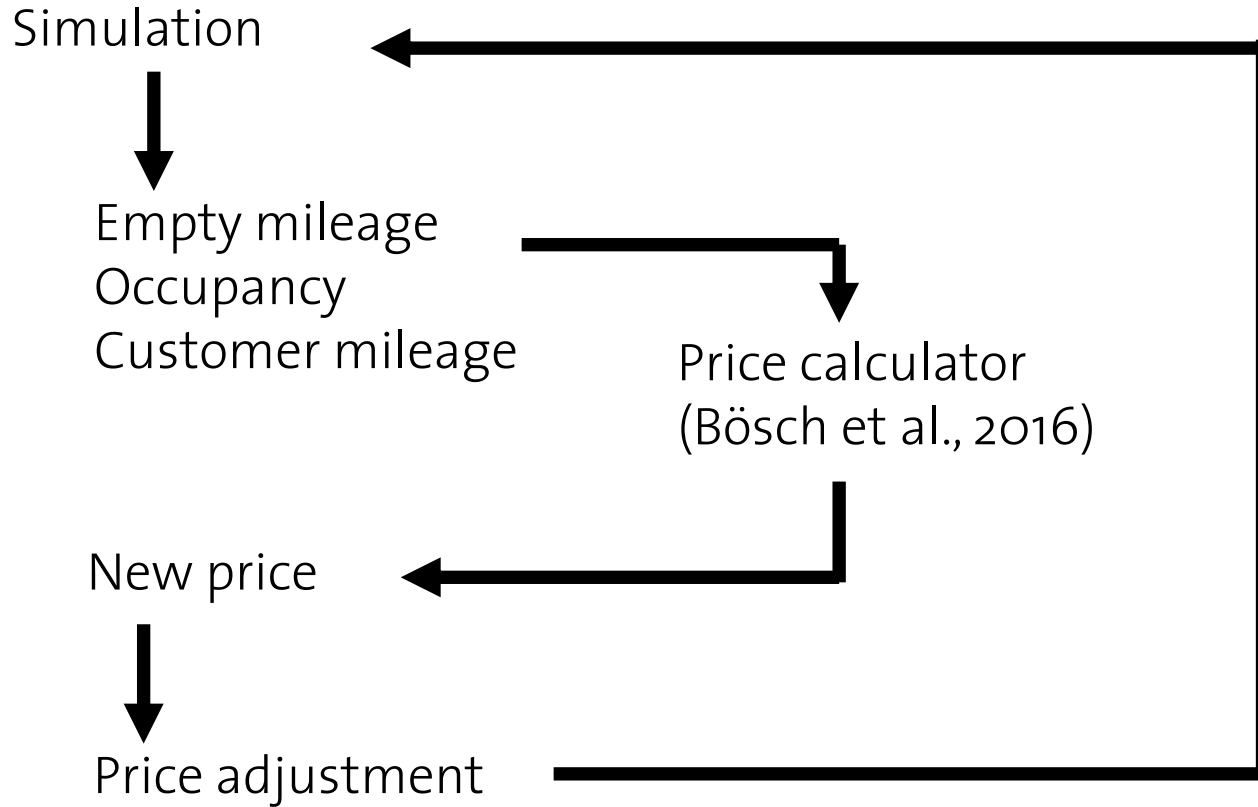 Simulation
Empty mileage
Occupancy
Customer mileage
Price calculator
(Bösch et al., 2016)
New price
Price adjustment